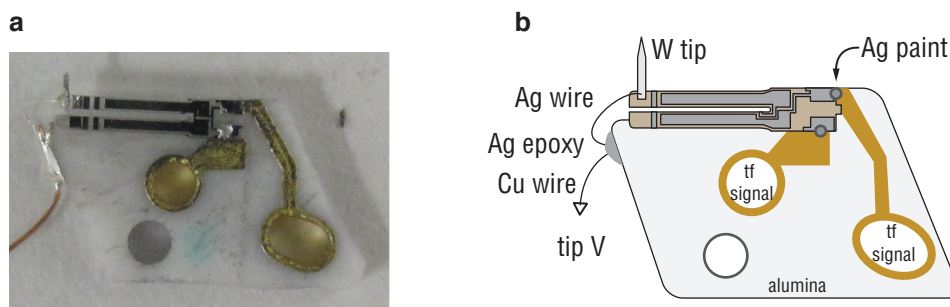 a
b
W tip
Ag paint
Ag wire
Ag epoxy
Cu wire
tip V
tf
signal
tf
signal
alumina